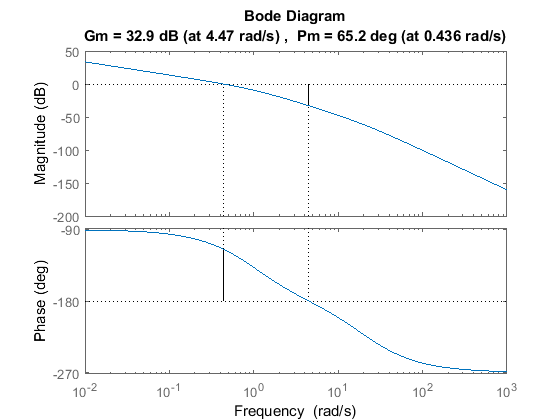 Bode Diagram
Gm = 32.9 dB (at 4.47 rad/s) ,  Pm = 65.2 deg (at 0.436 rad/s)
50
0
-50
-100
-150
-200
Magnitude (dB)
-90
-180
-270
Phase (deg)
10^-2 10^-1 10^0 10^1 10^2 10^3
Frequency  (rad/s)